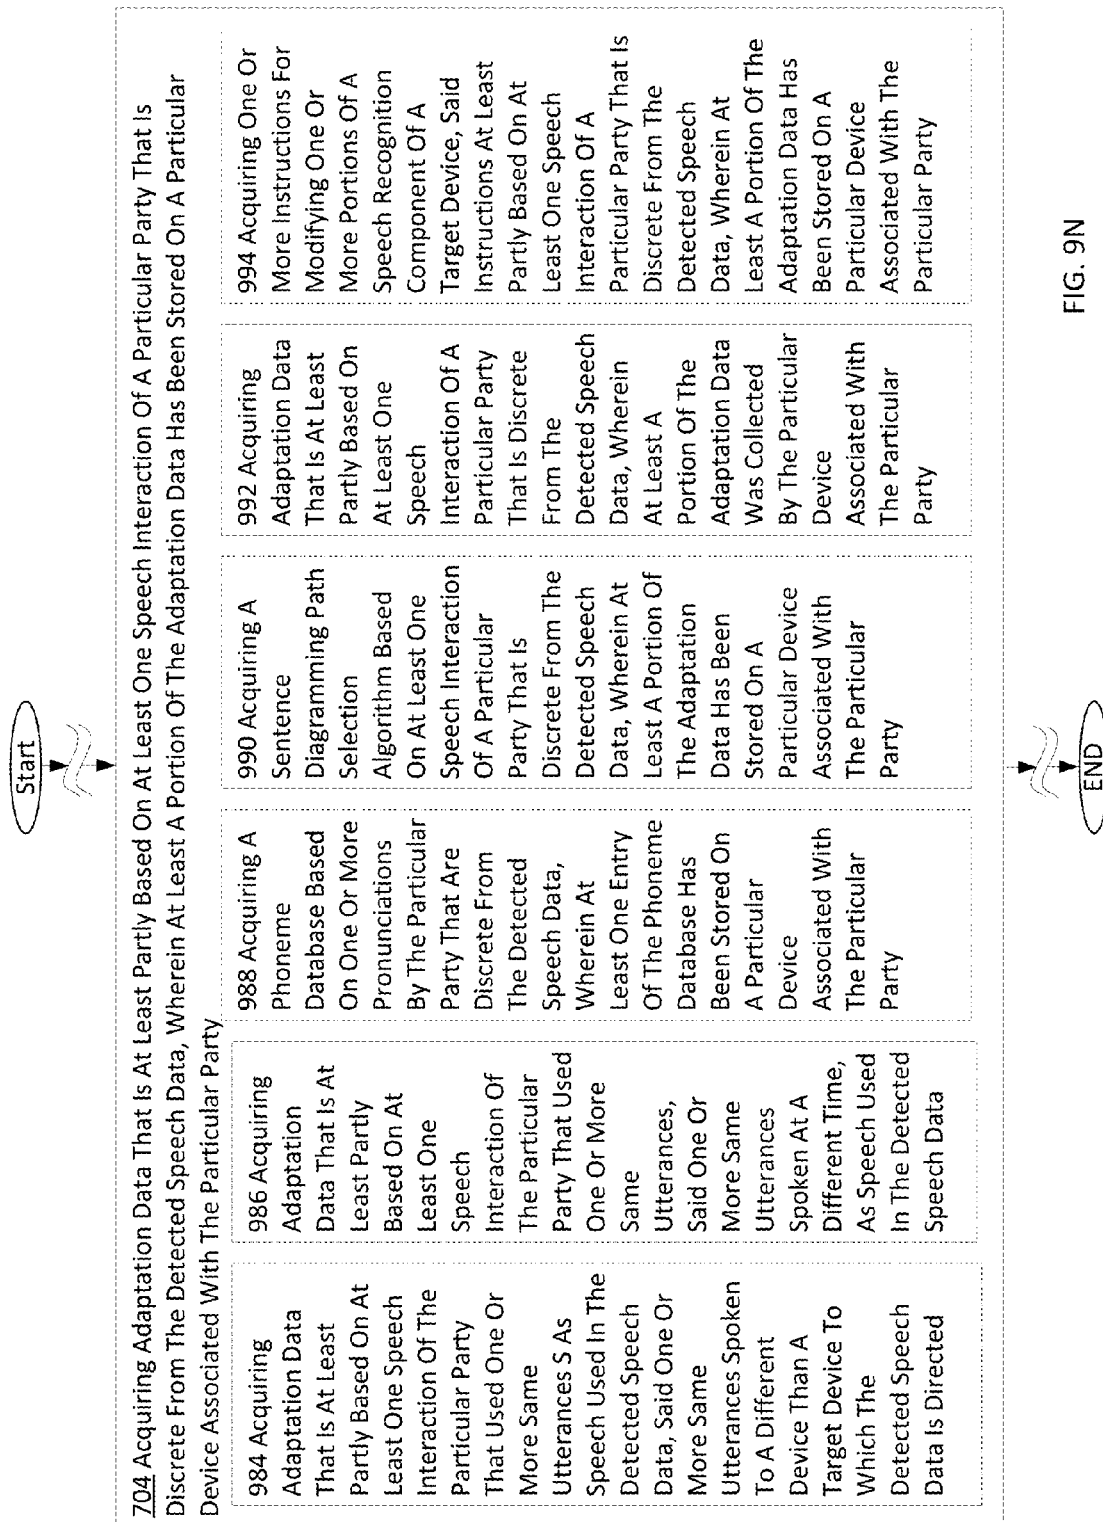 Start
704 Acquiring Adaptation Data That Is At Least Partly Based On At Least One Speech Interaction Of A Particular Party That Is
Discrete From The Detected Speech Data, Wherein At Least A Portion Of The Adaptation Data Has Been Stored On A Particular
Device Associated With The Particular Party
984 Acquiring
Adaptation Data
That Is At Least
Partly Based On At
Least One Speech
Interaction Of The
Particular Party
That Used One Or
More Same
Utterances S As
Speech Used In The
Detected Speech
Data, Said One Or
More Same
Utterances Spoken
To A Different
Device Than A
Target Device To
Which The
Detected Speech
Data Is Directed
986 Acquiring
Adaptation
Data That Is At
Least Partly
Based On At
Least One
Speech
Interaction Of
The Particular
Party That Used
One Or More
Same
Utterances,
Said One Or
More Same
Utterances
Spoken At A
Different Time,
As Speech Used
In The Detected
Speech Data
988 Acquiring A
Phoneme
Database Based
On One Or More
Pronunciations
By The Particular
Party That Are
Discrete From
The Detected
Speech Data,
Wherein At
Least One Entry
Of The Phoneme
Database Has
Been Stored On
A Particular
Device
Associated With
The Particular
Party
990 Acquiring A
Sentence
Diagramming Path
Selection
Algorithm Based
On At Least One
Speech Interaction
Of A Particular
Party That Is
Discrete From The
Detected Speech
Data, Wherein At
Least A Portion Of
The Adaptation
Data Has Been
Stored On A
Particular Device
Associated With
The Particular
Party
992 Acquiring
Adaptation Data
That Is At Least
Partly Based On
At Least One
Speech
Interaction Of A
Particular Party
That Is Discrete
From The
Detected Speech
Data, Wherein
At Least A
Portion Of The
Adaptation Data
Was Collected
By The Particular
Device
Associated With
The Particular
Party
994 Acquiring One Or
More Instructions For
Modifying One Or
More Portions Of A
Speech Recognition
Component Of A
Target Device, Said
Instructions At Least
Partly Based On At
Least One Speech
Interaction Of A
Particular Party That Is
Discrete From The
Detected Speech
Data, Wherein At
Least A Portion Of The
Adaptation Data Has
Been Stored On A
Particular Device
Associated With The
Particular Party
END
FIG. 9N